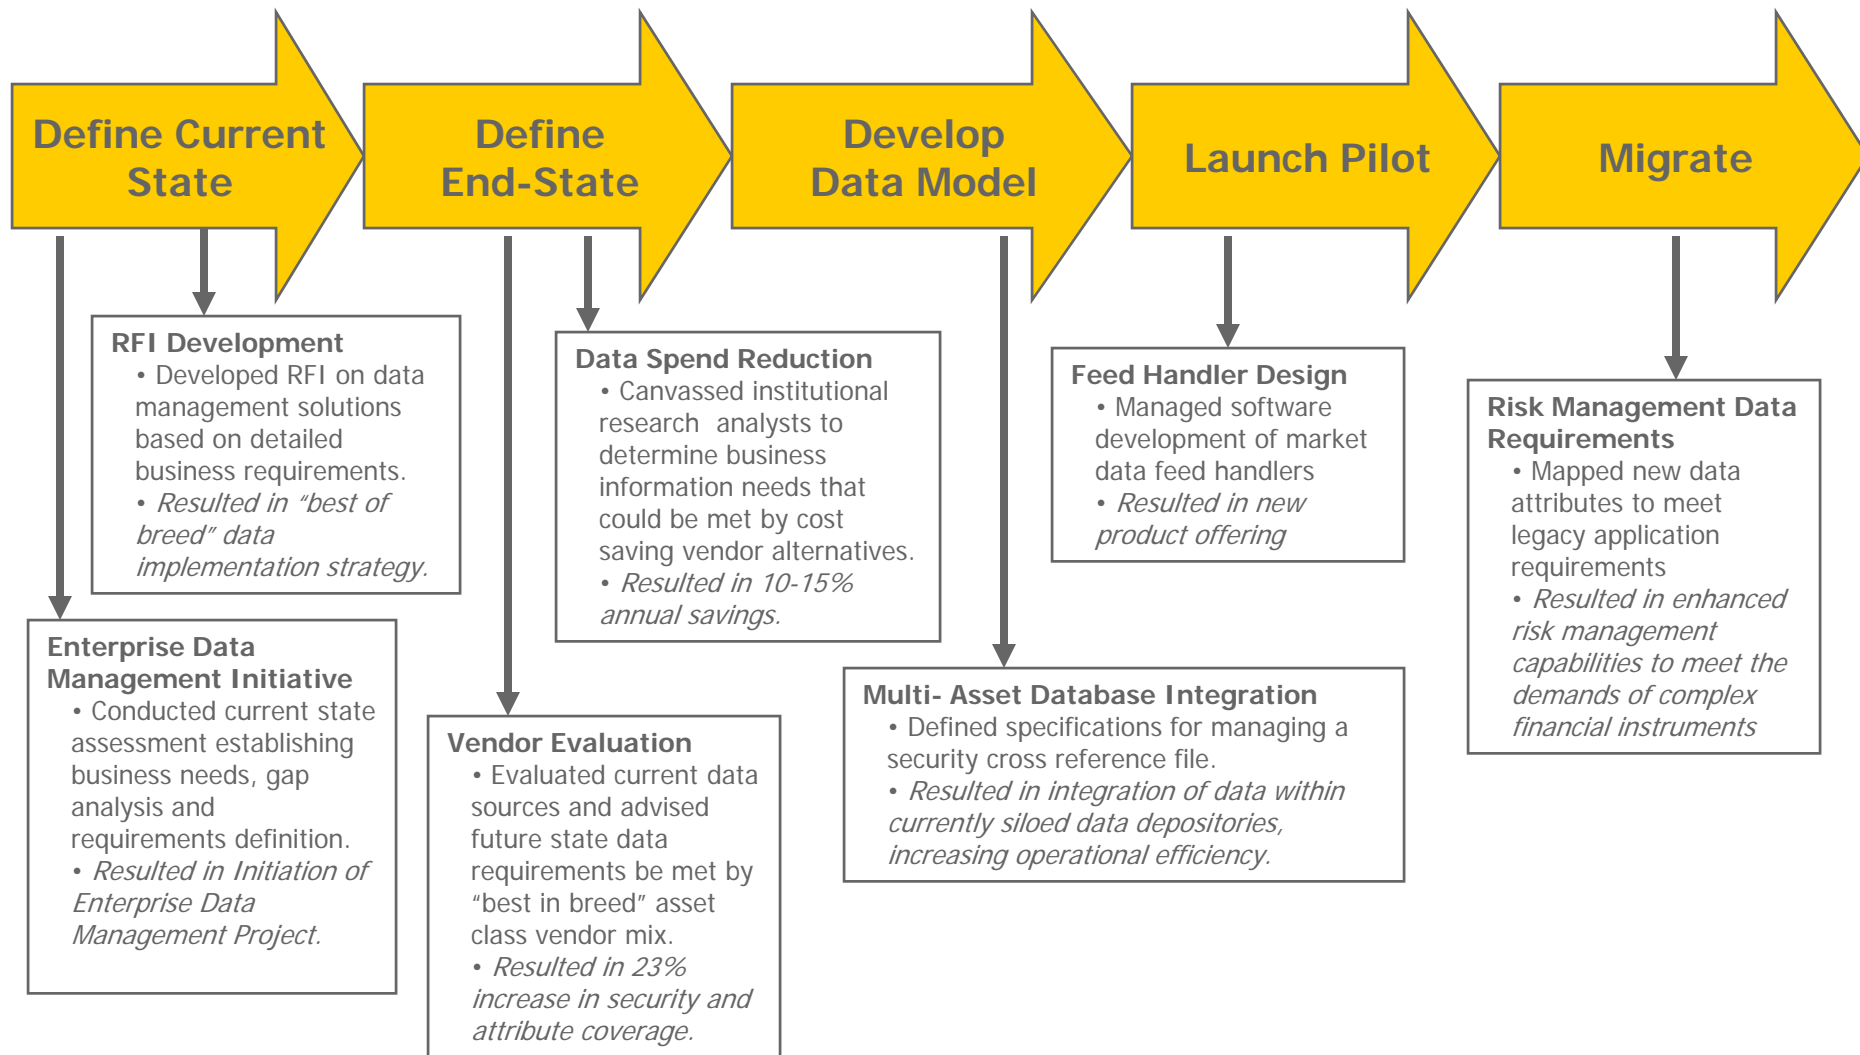 Define Current
State
Define
End-State
Develop
Data Model
Launch Pilot
Migrate
RFI Development
• Developed RFI on data
management solutions
based on detailed
business requirements.
• Resulted in “best of
breed” data
implementation strategy.
Enterprise Data
Management Initiative
• Conducted current state
assessment establishing
business needs, gap
analysis and
requirements definition.
• Resulted in Initiation of
Enterprise Data
Management Project.
Data Spend Reduction
• Canvassed institutional
research  analysts to
determine business
information needs that
could be met by cost
saving vendor alternatives.
• Resulted in 10-15%
annual savings.
Vendor Evaluation
• Evaluated current data
sources and advised
future state data
requirements be met by
“best in breed” asset
class vendor mix.
• Resulted in 23%
increase in security and
attribute coverage.
Multi- Asset Database Integration
• Defined specifications for managing a
security cross reference file.
• Resulted in integration of data within
currently siloed data depositories,
increasing operational efficiency.
Feed Handler Design
• Managed software
development of market
data feed handlers
• Resulted in new
product offering
Risk Management Data
Requirements
• Mapped new data
attributes to meet
legacy application
requirements
• Resulted in enhanced
risk management
capabilities to meet the
demands of complex
financial instruments